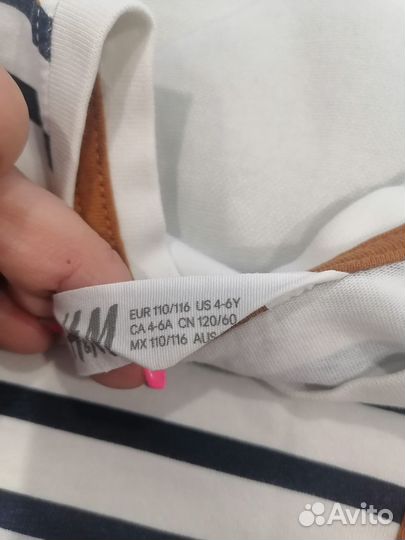 H&M
EUR 110/116 US 4-6Y
CA 4-6A CN 120/60
MX 110/116 AUS
Avito